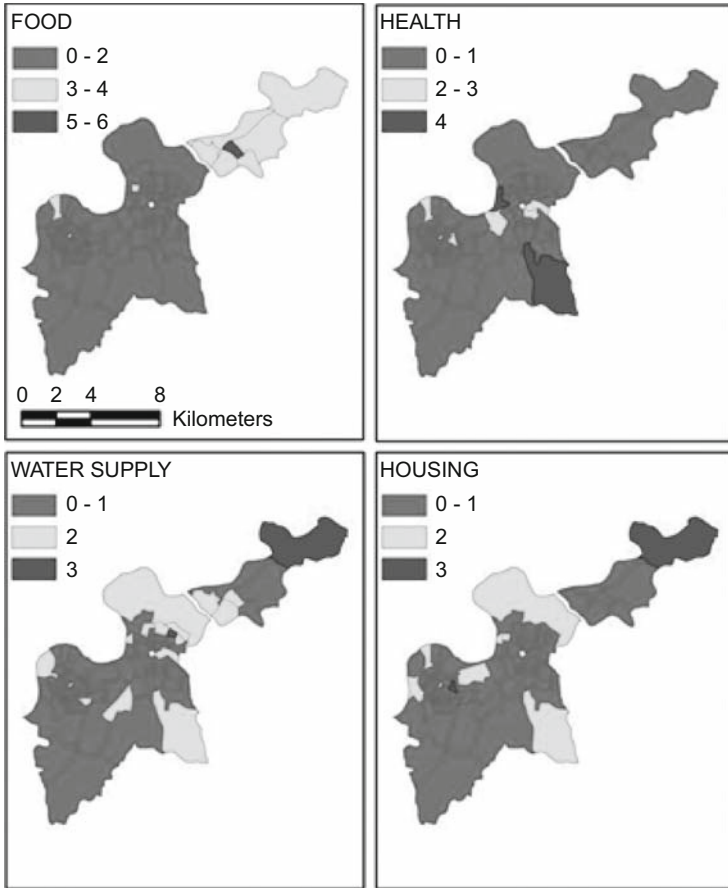 FOOD
0 - 2
3 - 4
5 - 6
0 2 4 8
Kilometers
HEALTH
0 - 1
2 - 3
4
WATER SUPPLY
0 - 1
2
3
HOUSING
0 - 1
2
3